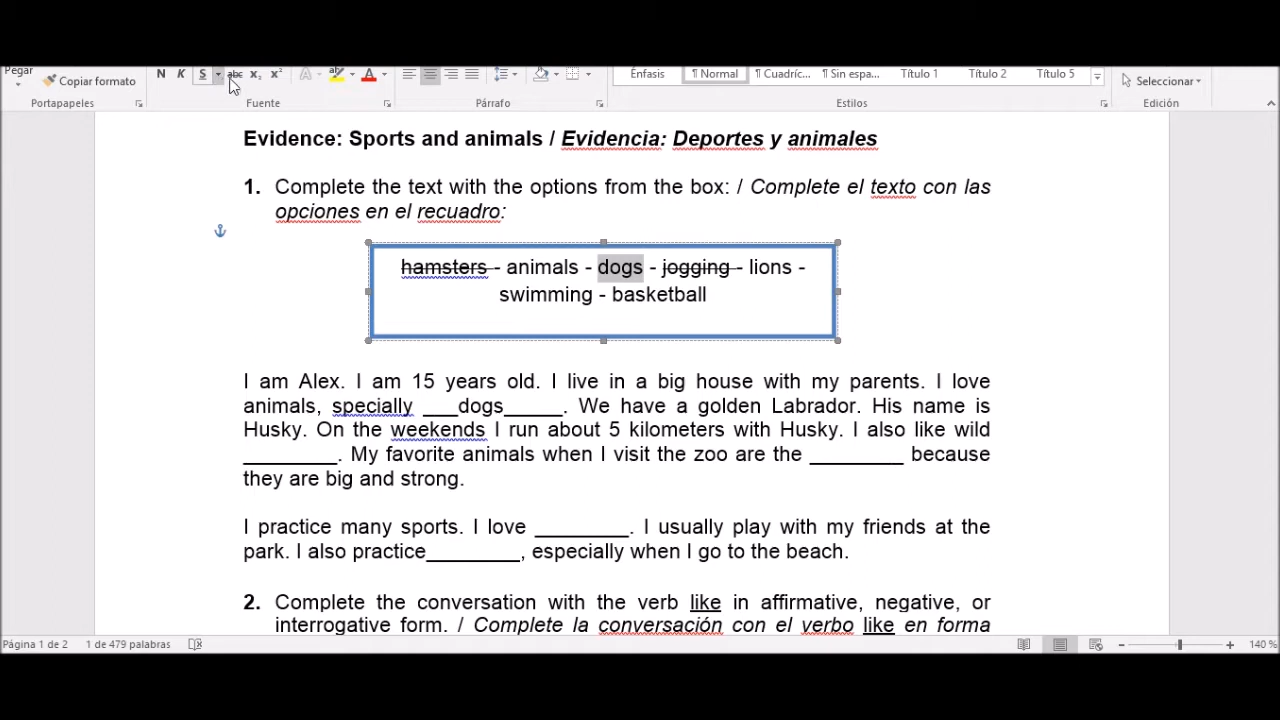 Pegar
Copiar formato
N K S abc x₂ x² A aby A
Énfasis ¶ Normal ¶ Cuadríc... ¶ Sin espa... Título 1 Título 2 Título 5
Seleccionar
Portapapeles Fuente Párrafo Estilos Edición
Evidence: Sports and animals / Evidencia: Deportes y animales
1. Complete the text with the options from the box: / Complete el texto con las
opciones en el recuadro:
hamsters - animals - dogs - jogging - lions -
swimming - basketball
I am Alex. I am 15 years old. I live in a big house with my parents. I love
animals, specially ___dogs_____. We have a golden Labrador. His name is
Husky. On the weekends I run about 5 kilometers with Husky. I also like wild
________. My favorite animals when I visit the zoo are the ________ because
they are big and strong.
I practice many sports. I love ________. I usually play with my friends at the
park. I also practice________, especially when I go to the beach.
2. Complete the conversation with the verb like in affirmative, negative, or
interrogative form. / Complete la conversación con el verbo like en forma
Página 1 de 2 1 de 479 palabras 140 %